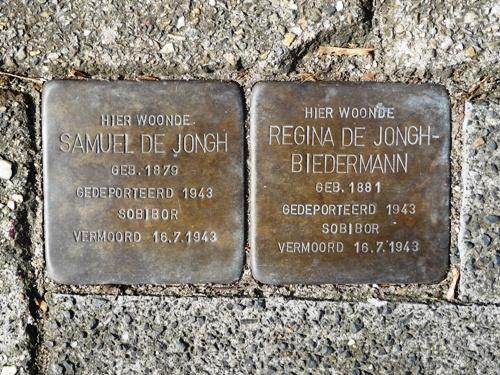 HIER WOONDE
SAMUEL DE JONGH
GEB. 1879
GEDEPORTEERD 1943
SOBIBOR
VERMOORD 16.7.1943
HIER WOONDE
REGINA DE JONGH-
BIEDERMANN
GEB. 1881
GEDEPORTEERD 1943
SOBIBOR
VERMOORD 16.7.1943